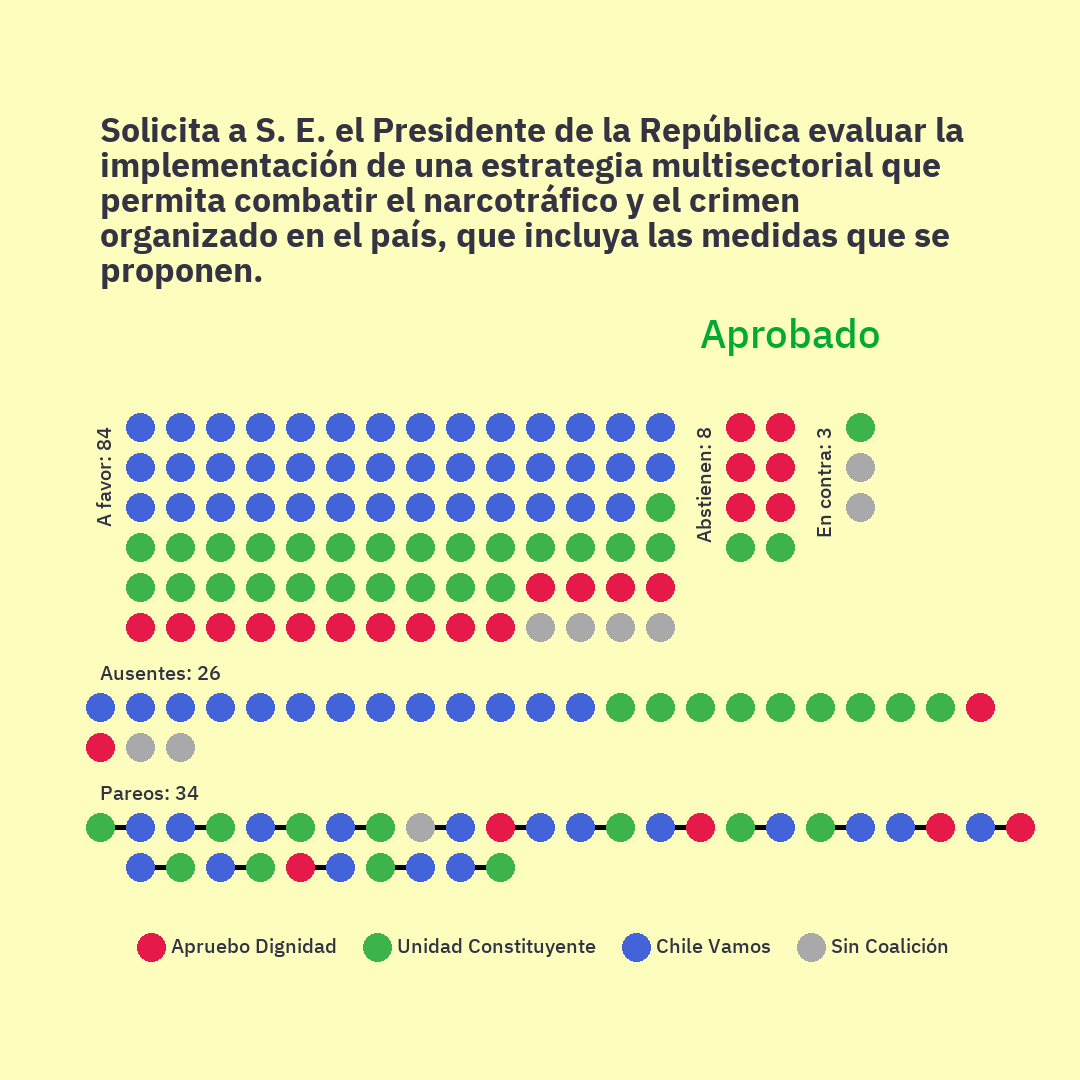 Solicita a S. E. el Presidente de la República evaluar la
implementación de una estrategia multisectorial que
permita combatir el narcotráfico y el crimen
organizado en el país, que incluya las medidas que se
proponen.
Aprobado
A favor: 84
Abstienen: 8
En contra: 3
Ausentes: 26
Pareos: 34
Apruebo Dignidad
Unidad Constituyente
Chile Vamos
Sin Coalición